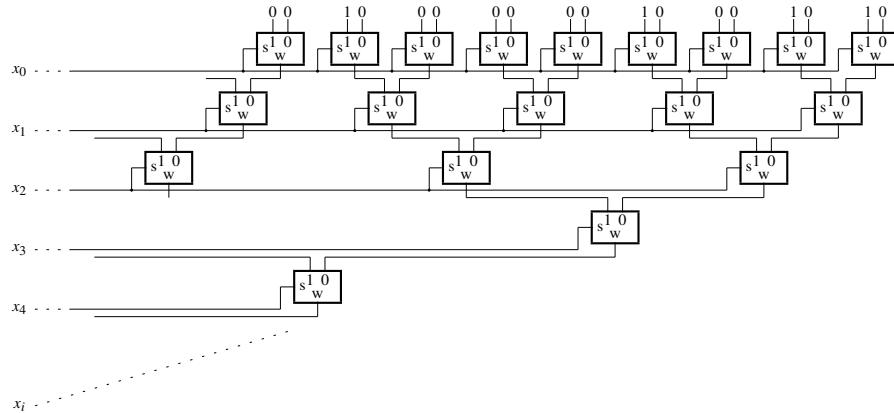 0 0 1 0 0 0 0 0 0 0 1 0 0 0 1 0 1 0
s 1 0 s 1 0 s 1 0 s 1 0 s 1 0 s 1 0 s 1 0 s 1 0 s 1 0
w w w w w w w w w
x0
s 1 0 s 1 0 s 1 0 s 1 0 s 1 0
w w w w w
x1
s 1 0 s 1 0 s 1 0
w w w
x2
s 1 0
w
x3
s 1 0
w
x4
xi